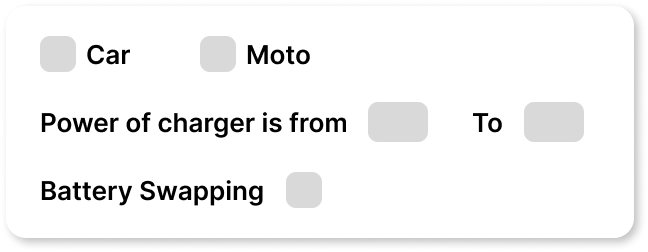 Car Moto
Power of charger is from To
Battery Swapping